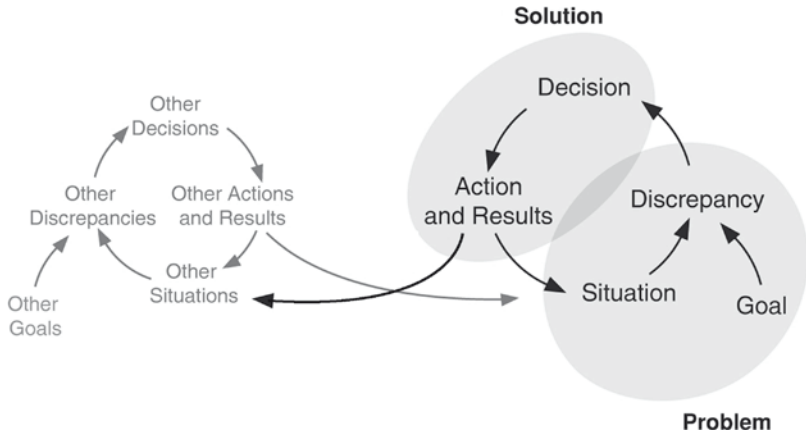 Solution
Decision
Action
and Results
Discrepancy
Situation
Goal
Problem
Other
Decisions
Other
Discrepancies
Other Actions
and Results
Other
Situations
Other
Goals